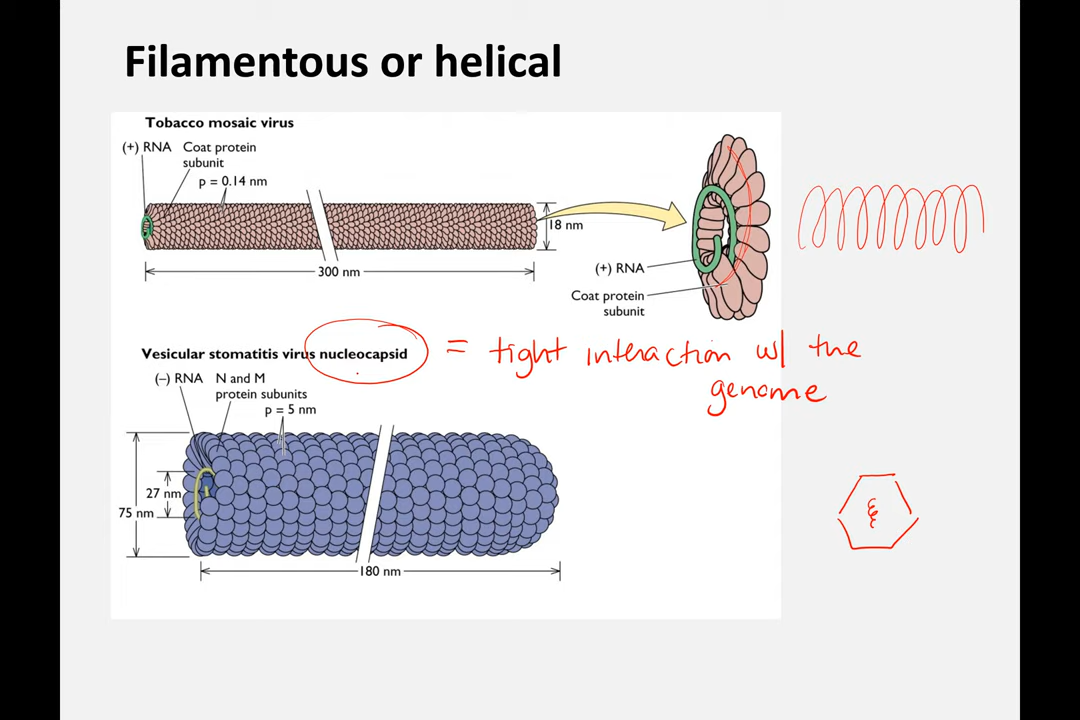 Filamentous or helical
Tobacco mosaic virus
(+) RNA
Coat protein
subunit
p = 0.14 nm
18 nm
300 nm
(+) RNA
Coat protein
subunit
Vesicular stomatitis virus nucleocapsid
= tight interaction w/ the
genome
(–) RNA
N and M
protein subunits
p = 5 nm
27 nm
75 nm
180 nm